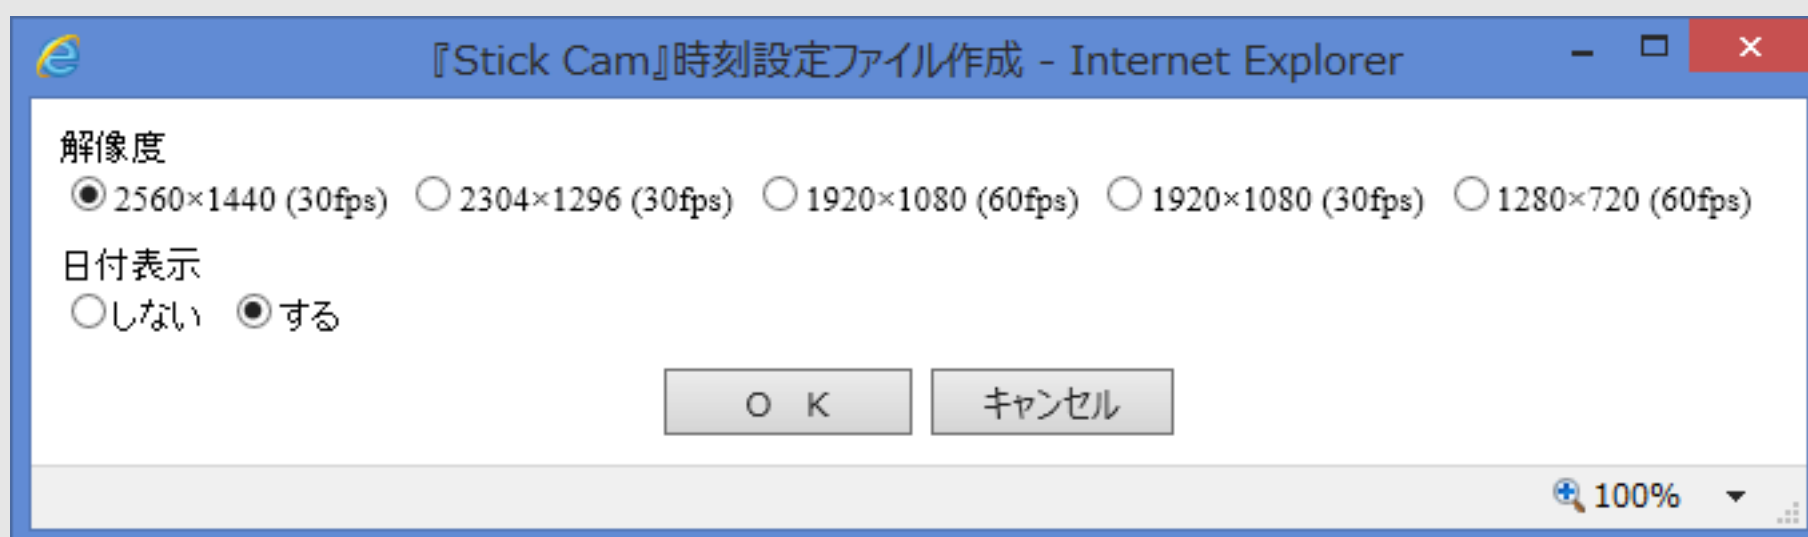 『Stick Cam』時刻設定ファイル作成 - Internet Explorer
解像度
2560×1440 (30fps) 2304×1296 (30fps) 1920×1080 (60fps) 1920×1080 (30fps) 1280×720 (60fps)
日付表示
しない する
O K キャンセル
100%